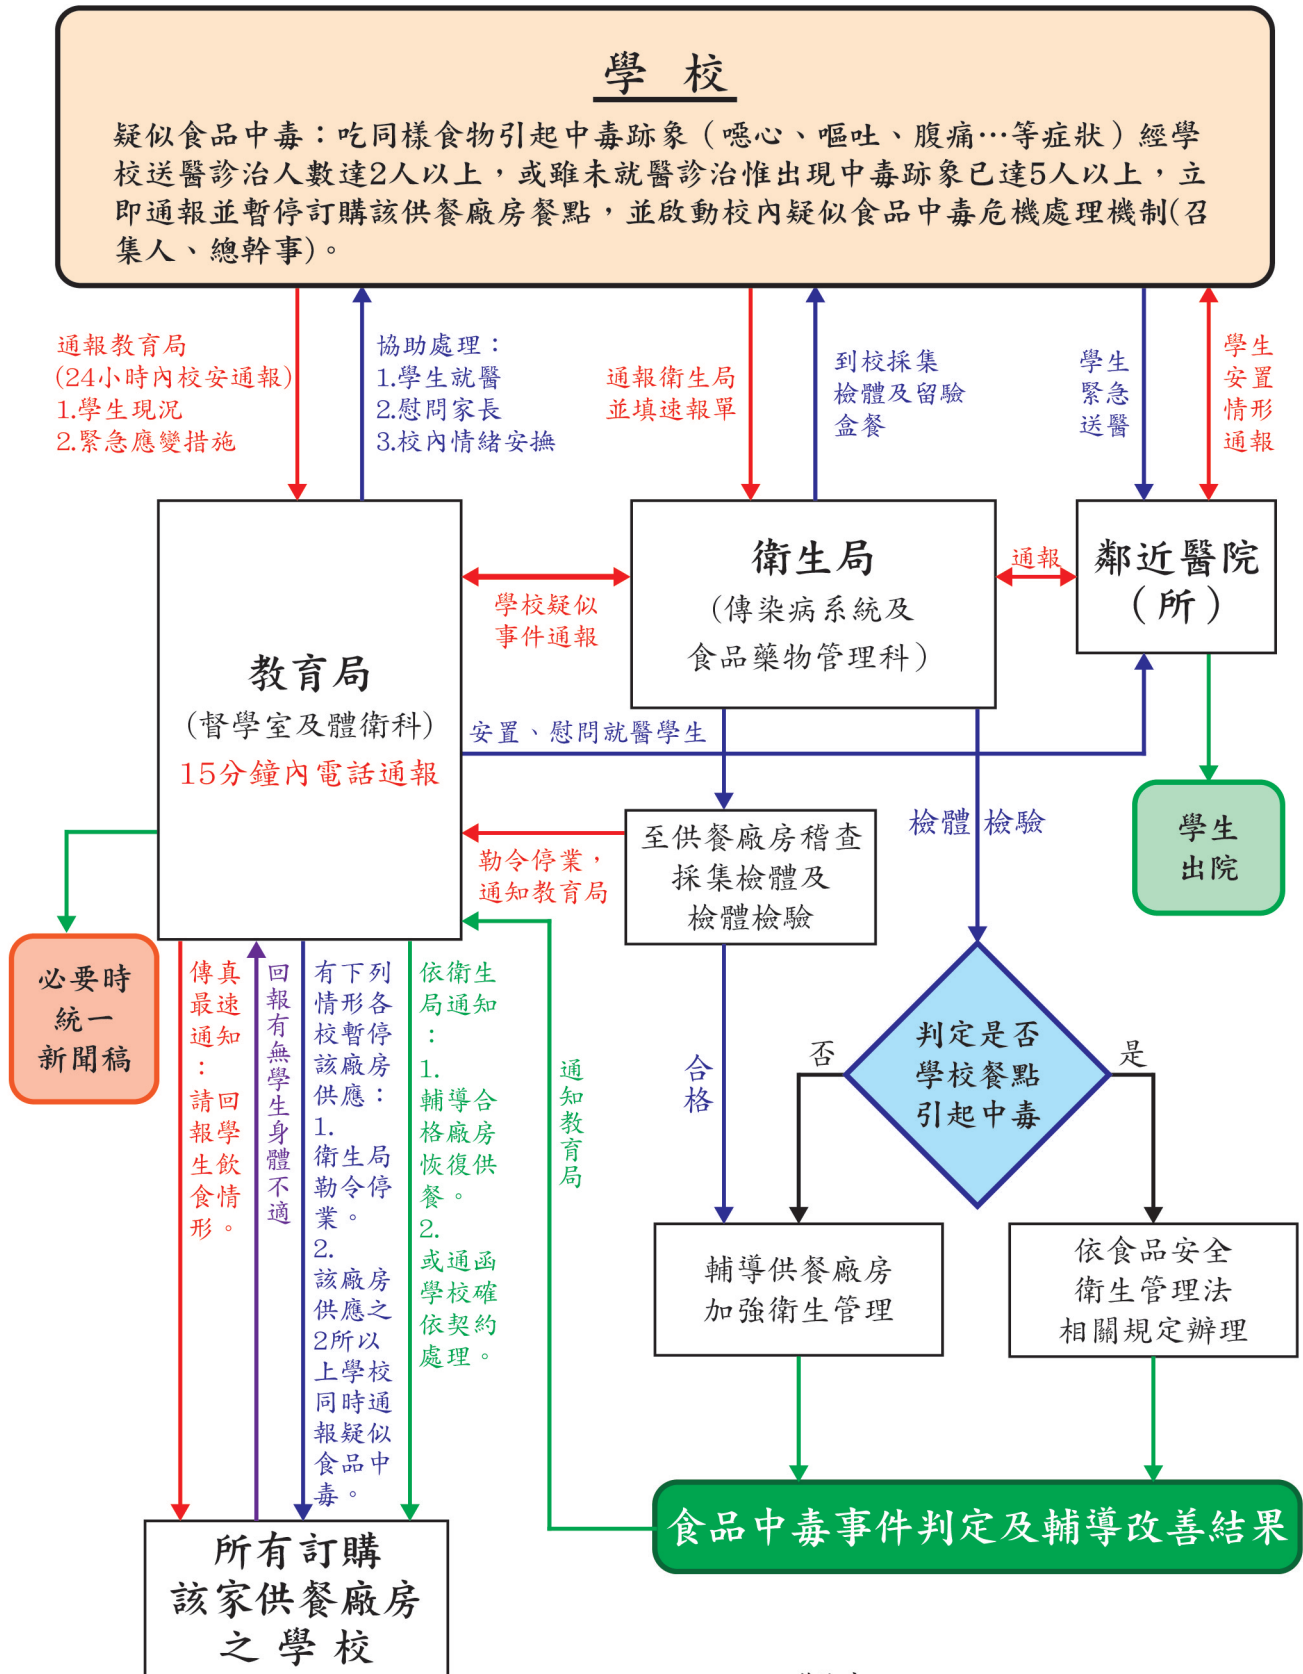 學 校
疑似食品中毒：吃同樣食物引起中毒跡象（噁心、嘔吐、腹痛…等症狀）經學
校送醫診治人數達2人以上，或雖未就醫診治惟出現中毒跡象已達5人以上，立
即通報並暫停訂購該供餐廠房餐點，並啟動校內疑似食品中毒危機處理機制(召
集人、總幹事)。
通報教育局
(24小時內校安通報)
1.學生現況
2.緊急應變措施
協助處理：
1.學生就醫
2.慰問家長
3.校內情緒安撫
通報衛生局
並填速報單
到校採集
檢體及留驗
盒餐
學生
緊急
送醫
學生
安置
情形
通報
教育局
(督學室及體衛科)
15分鐘內電話通報
學校疑似
事件通報
衛生局
(傳染病系統及
食品藥物管理科)
通報
鄰近醫院
(所)
安置、慰問就醫學生
勒令停業，
通知教育局
至供餐廠房稽查
採集檢體及
檢體檢驗
檢體 檢驗
學生
出院
必要時
統一
新聞稿
傳真
最速
通知
：
請回
報學
生飲
食情
形。
回報有無學生身體不適
有下列
情形各
校暫停
該廠房
供應：
1.
衛生局
勒令停
業。
2.
該廠房
供應之
2所以
上學校
同時通
報疑似
食品中
毒。
依衛生
局通知
：
1.
輔導合
格廠房
恢復供
餐。
2.
或通函
學校確
依契約
處理。
通知教育局
合格
否
判定是否
學校餐點
引起中毒
是
輔導供餐廠房
加強衛生管理
依食品安全
衛生管理法
相關規定辦理
食品中毒事件判定及輔導改善結果
所有訂購
該家供餐廠房
之 學 校